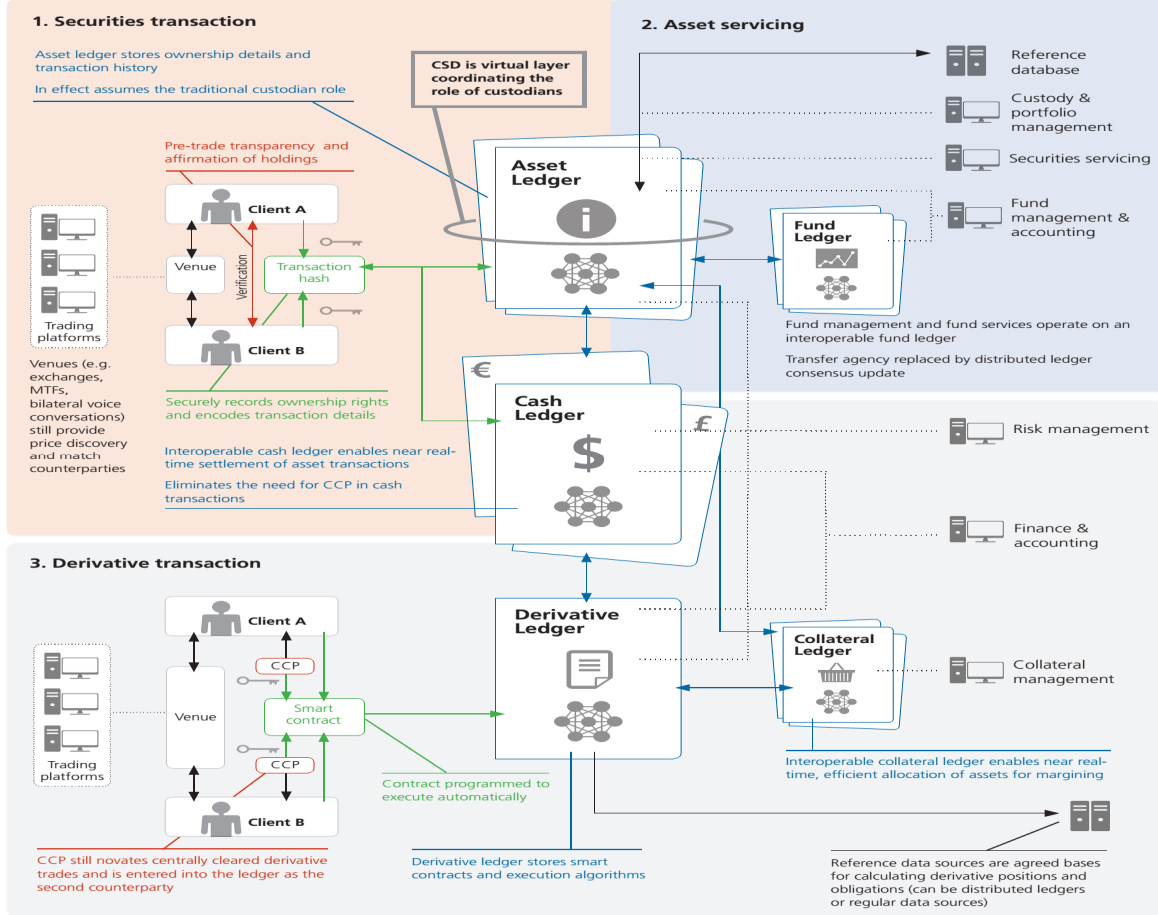 1. Securities transaction
Asset ledger stores ownership details and
transaction history
In effect assumes the traditional custodian role
CSD is virtual layer
coordinating the
role of custodians
Pre-trade transparency and
affirmation of holdings
Client A
Venue
Verification
Transaction
hash
Client B
Trading
platforms
Venues (e.g.
exchanges,
MTFs,
bilateral voice
conversations)
still provide
price discovery
and match
counterparties
Securely records ownership rights
and encodes transaction details
Interoperable cash ledger enables near real-
time settlement of asset transactions
Eliminates the need for CCP in cash
transactions
Asset
Ledger
i
€
Cash
Ledger
£
$
2. Asset servicing
Reference
database
Custody &
portfolio
management
Securities servicing
Fund
management &
accounting
Fund
Ledger
Fund management and fund services operate on an
interoperable fund ledger
Transfer agency replaced by distributed ledger
consensus update
Risk management
Finance &
accounting
Collateral
management
3. Derivative transaction
Client A
CCP
Venue
Smart
contract
CCP
Client B
Trading
platforms
Contract programmed to
execute automatically
CCP still novates centrally cleared derivative
trades and is entered into the ledger as the
second counterparty
Derivative
Ledger
Derivative ledger stores smart
contracts and execution algorithms
Collateral
Ledger
Interoperable collateral ledger enables near real-
time, efficient allocation of assets for margining
Reference data sources are agreed bases
for calculating derivative positions and
obligations (can be distributed ledgers
or regular data sources)